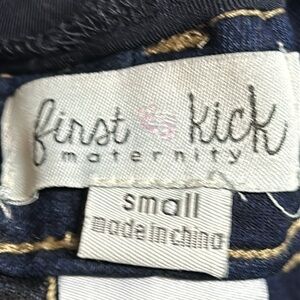 first kick
maternity
small
made in china